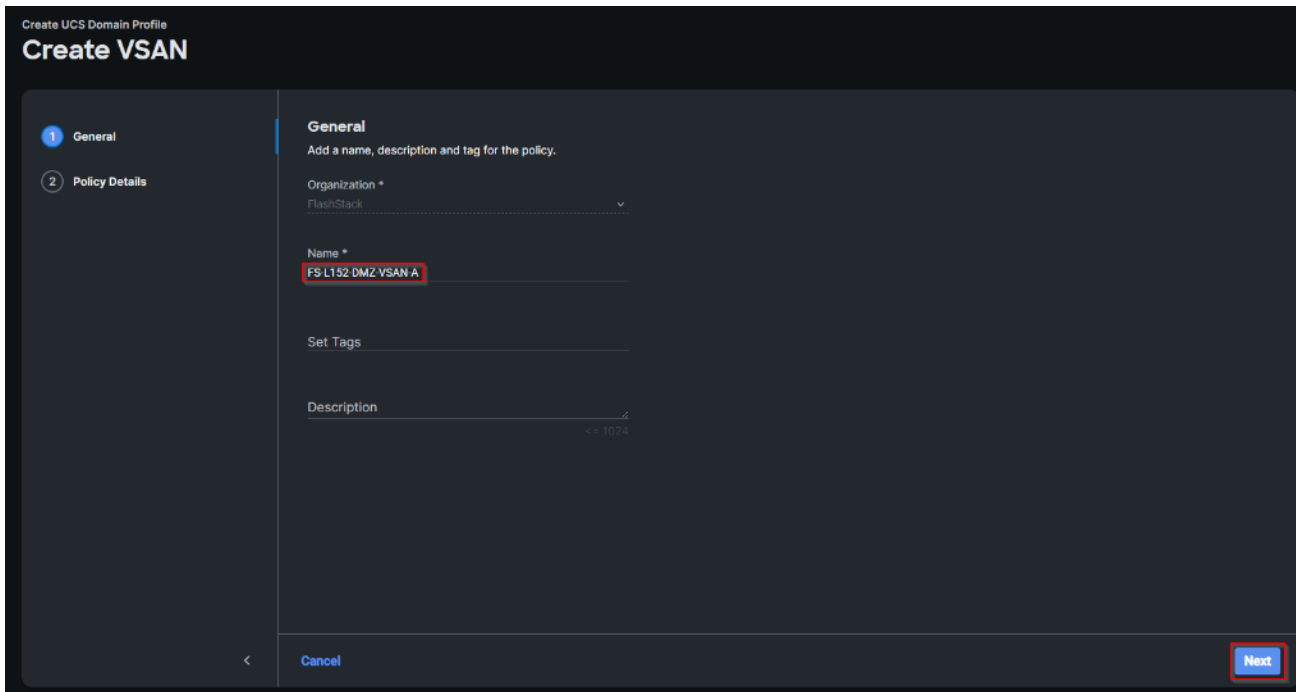 Create UCS Domain Profile
Create VSAN
1 General
2 Policy Details
General
Add a name, description and tag for the policy.
Organization *
FlashStack
Name *
FS-L152-DMZ-VSAN-A
Set Tags
Description
<= 1024
Cancel
Next